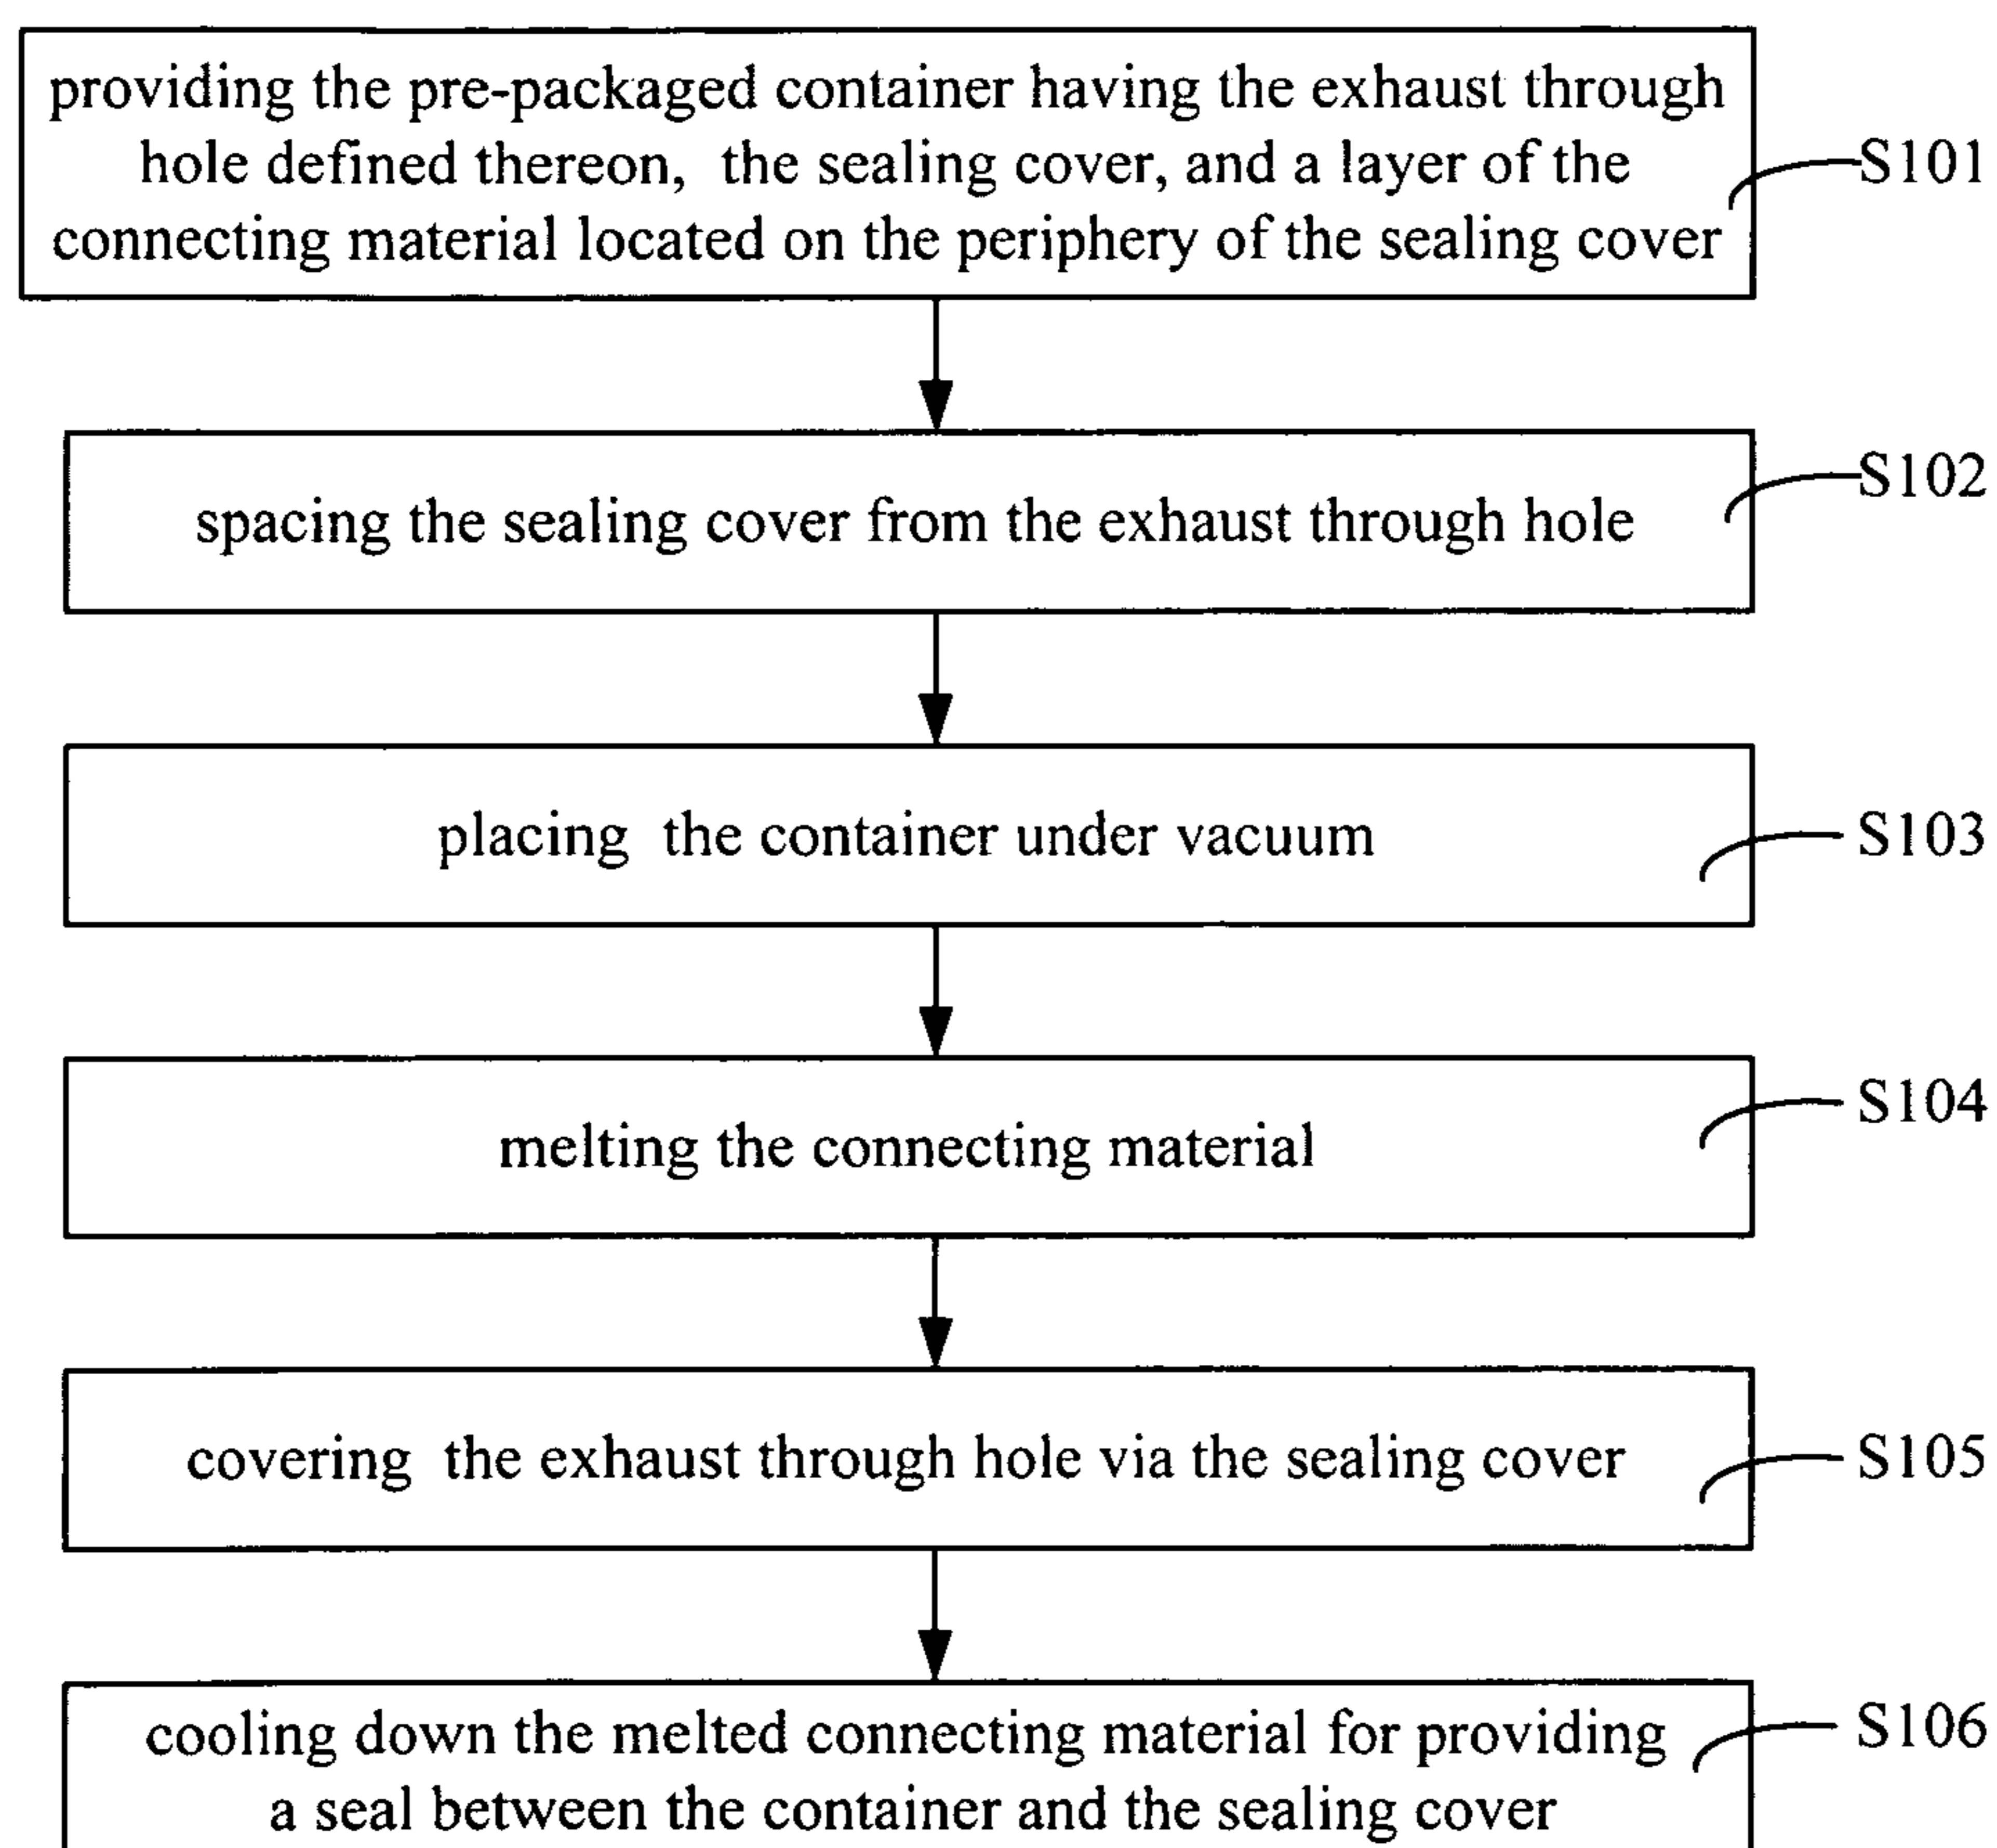 providing the pre-packaged container having the exhaust through
hole defined thereon, the sealing cover, and a layer of the
connecting material located on the periphery of the sealing cover
S101
spacing the sealing cover from the exhaust through hole
S102
placing the container under vacuum
S103
melting the connecting material
S104
covering the exhaust through hole via the sealing cover
S105
cooling down the melted connecting material for providing
a seal between the container and the sealing cover
S106